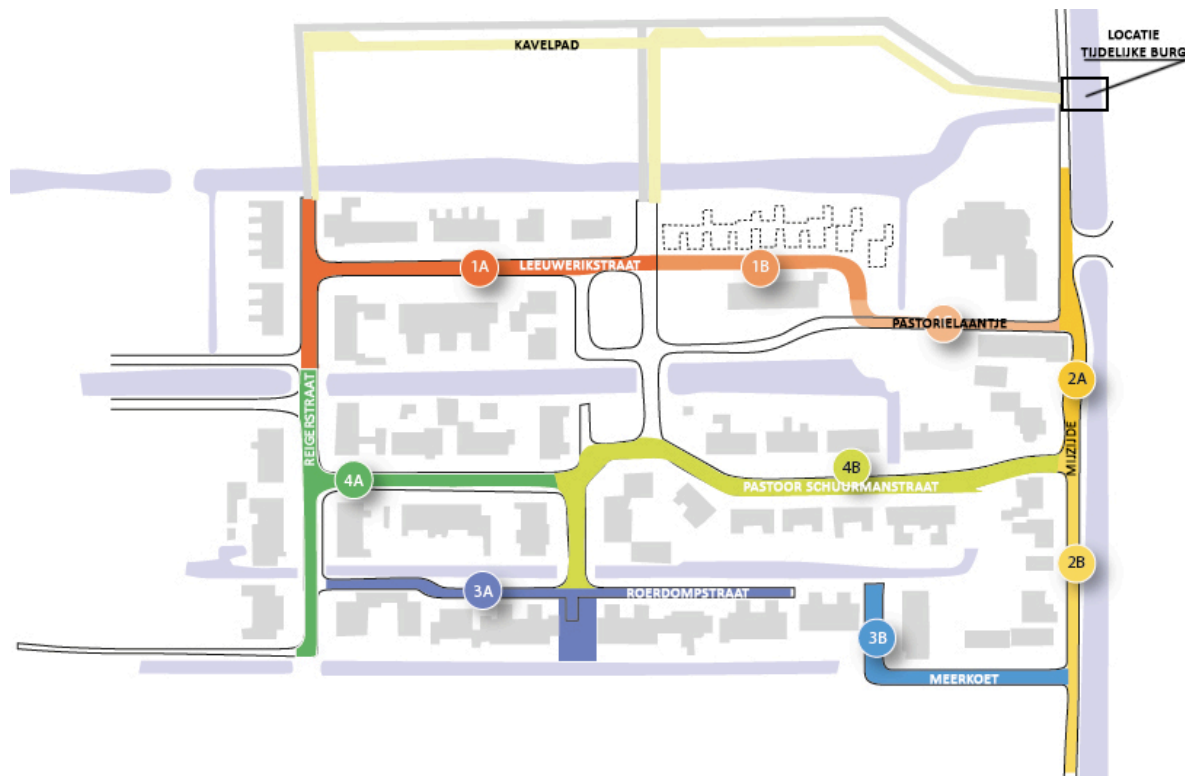 LOCATIE
TIJDELIJKE BURG
KAVELPAD
1A
LEEUWERIKSTRAAT
1B
PASTORIELAANTJE
2A
REIGERSTRAAT
MIJZIJDE
4A
4B
PASTOOR SCHUURMANSTRAAT
2B
3A
ROERDOMPSTRAAT
3B
MEERKOET